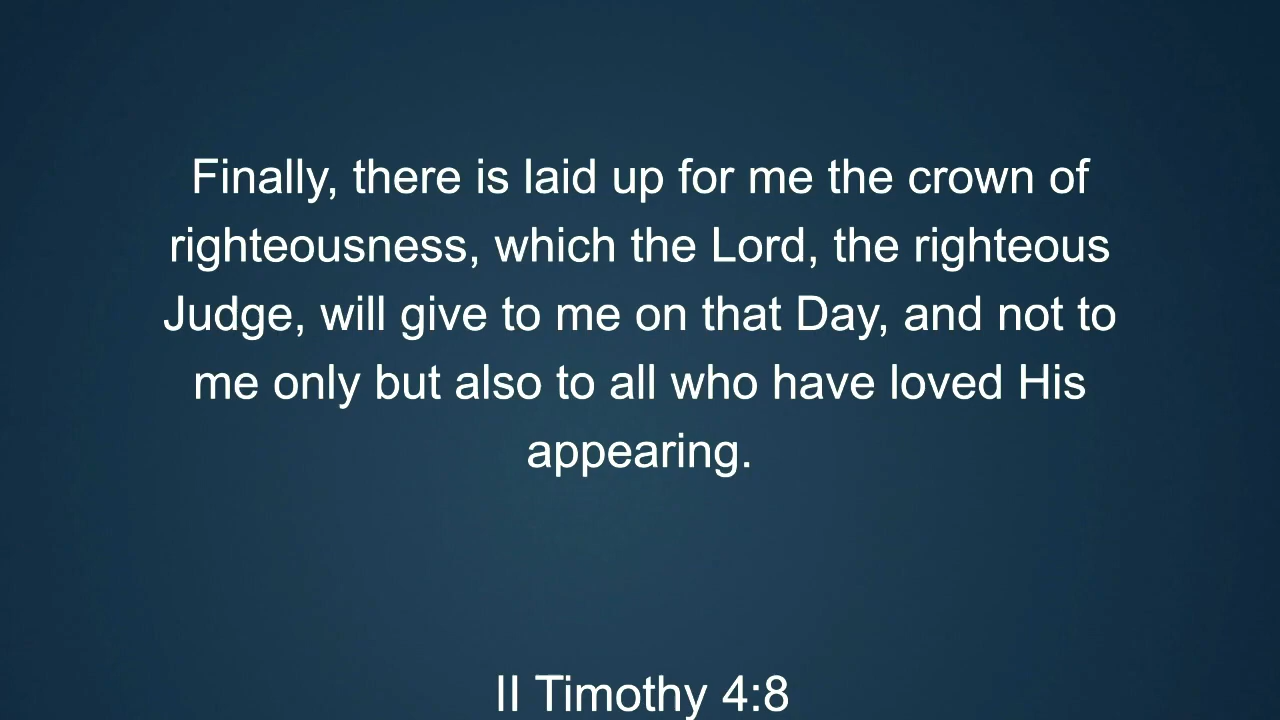 Finally, there is laid up for me the crown of
righteousness, which the Lord, the righteous
Judge, will give to me on that Day, and not to
me only but also to all who have loved His
appearing.
II Timothy 4:8